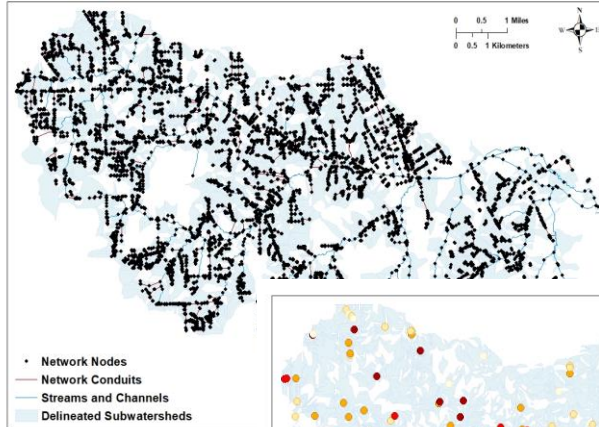 0 0.5 1 Miles
0 0.5 1 Kilometers
N
W
E
S
Network Nodes
Network Conduits
Streams and Channels
Delineated Subwatersheds